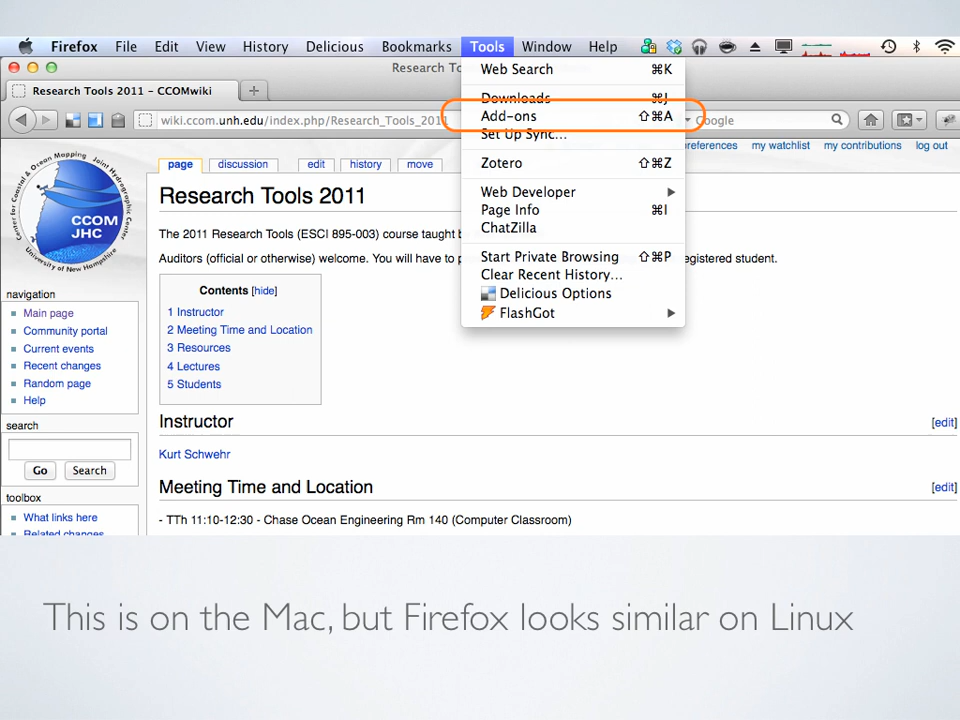 Firefox File Edit View History Delicious Bookmarks Tools Window Help
Research To
Research Tools 2011 – CCOMwiki
wiki.ccom.unh.edu/index.php/Research_Tools_2011
Google
Web Search ⌘K
Downloads ⌘J
Add-ons ⇧⌘A
Set Up Sync...
Zotero ⇧⌘Z
Web Developer
Page Info ⌘I
ChatZilla
Start Private Browsing ⇧⌘P
Clear Recent History...
Delicious Options
FlashGot
references my watchlist my contributions log out
page discussion edit history move
Center for Coastal & Ocean Mapping Joint Hydrographic Center
CCOM
JHC
University of New Hampshire
Research Tools 2011
The 2011 Research Tools (ESCI 895-003) course taught
Auditors (official or otherwise) welcome. You will have to egistered student.
Contents [hide]
1 Instructor
2 Meeting Time and Location
3 Resources
4 Lectures
5 Students
navigation
Main page
Community portal
Current events
Recent changes
Random page
Help
search
Go Search
toolbox
What links here
Related changes
Instructor [edit]
Kurt Schwehr
Meeting Time and Location [edit]
- TTh 11:10-12:30 - Chase Ocean Engineering Rm 140 (Computer Classroom)
This is on the Mac, but Firefox looks similar on Linux